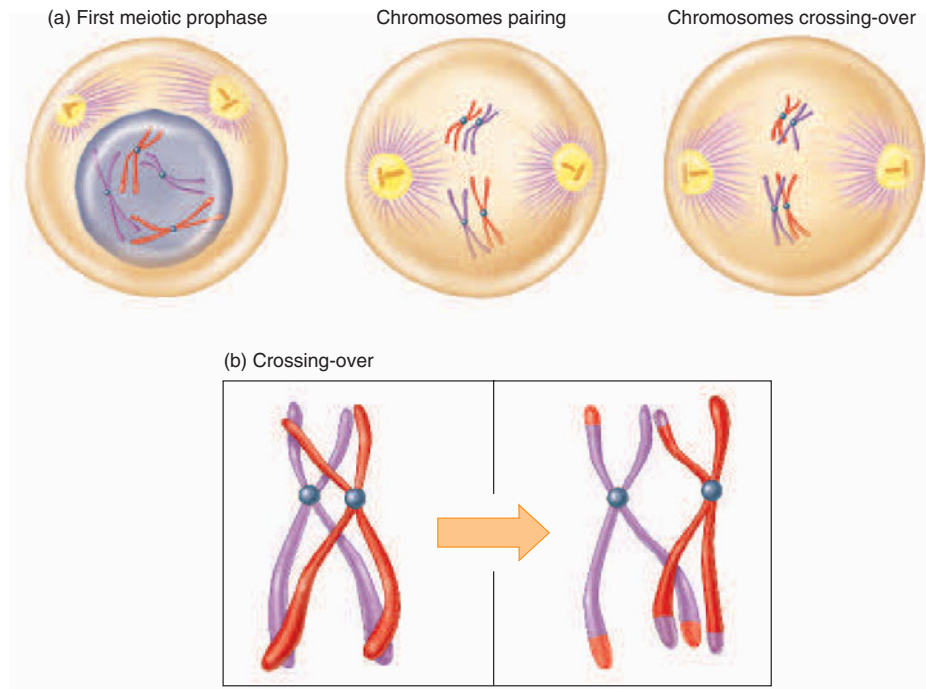 (a) First meiotic prophase
Chromosomes pairing
Chromosomes crossing-over
(b) Crossing-over